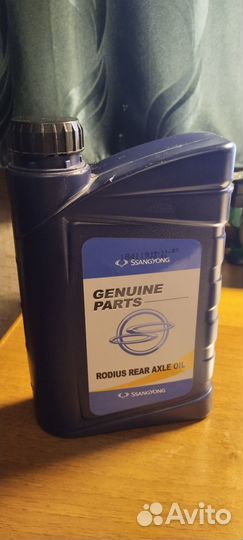 SSANGYONG
GENUINE
PARTS
RODIUS REAR AXLE OIL
SSANGYONG
Avito